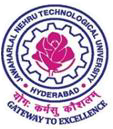 JAWAHARLAL NEHRU TECHNOLOGICAL UNIVERSITY
HYDERABAD
योगः कर्मसु कौशलम्
GATEWAY TO EXCELLENCE